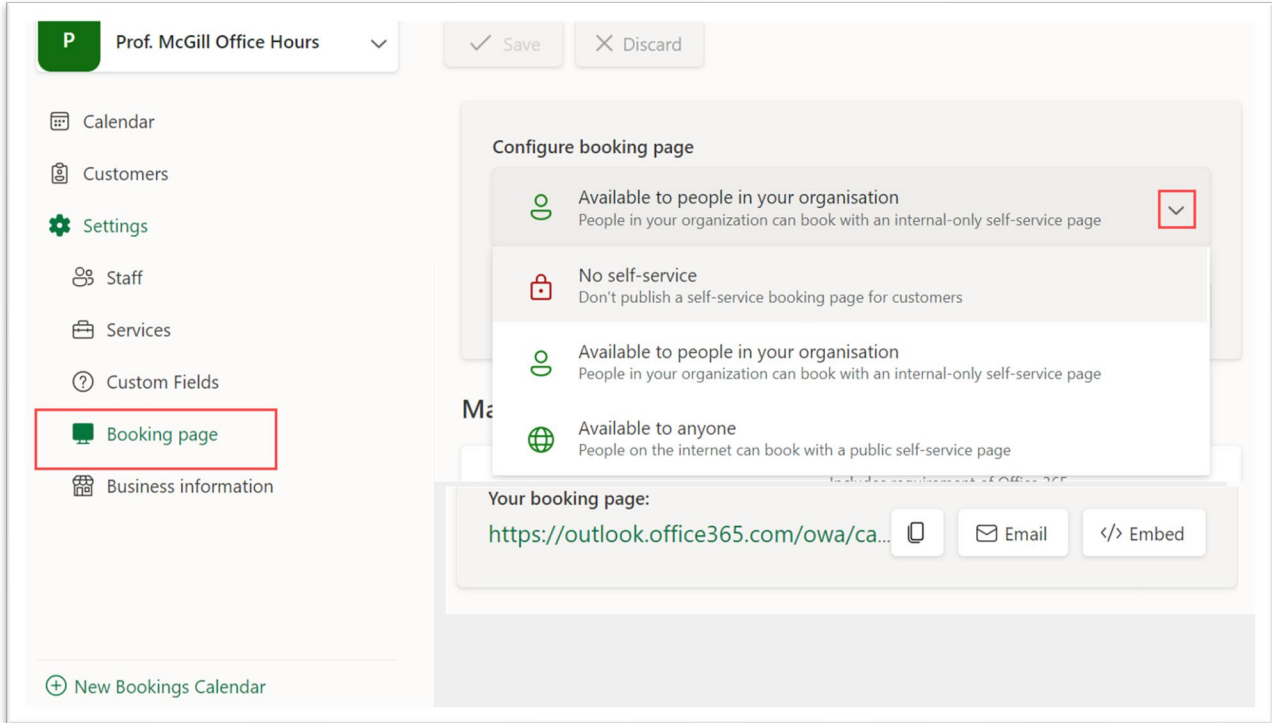 P
Prof. McGill Office Hours
Save
Discard
Calendar
Customers
Settings
Staff
Services
Custom Fields
Booking page
Business information
New Bookings Calendar
Configure booking page
Available to people in your organisation
People in your organization can book with an internal-only self-service page
No self-service
Don't publish a self-service booking page for customers
Available to people in your organisation
People in your organization can book with an internal-only self-service page
Available to anyone
People on the internet can book with a public self-service page
Ma
Includes requirement of Office 365
Your booking page:
https://outlook.office365.com/owa/ca...
Email
</> Embed